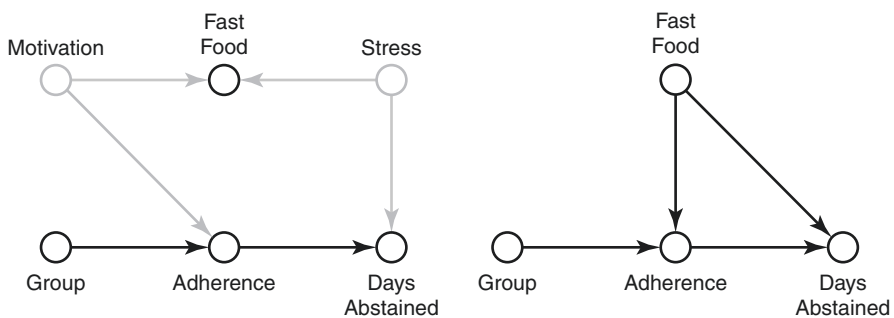 Motivation
Fast
Food
Stress
Group
Adherence
Days
Abstained
Fast
Food
Group
Adherence
Days
Abstained